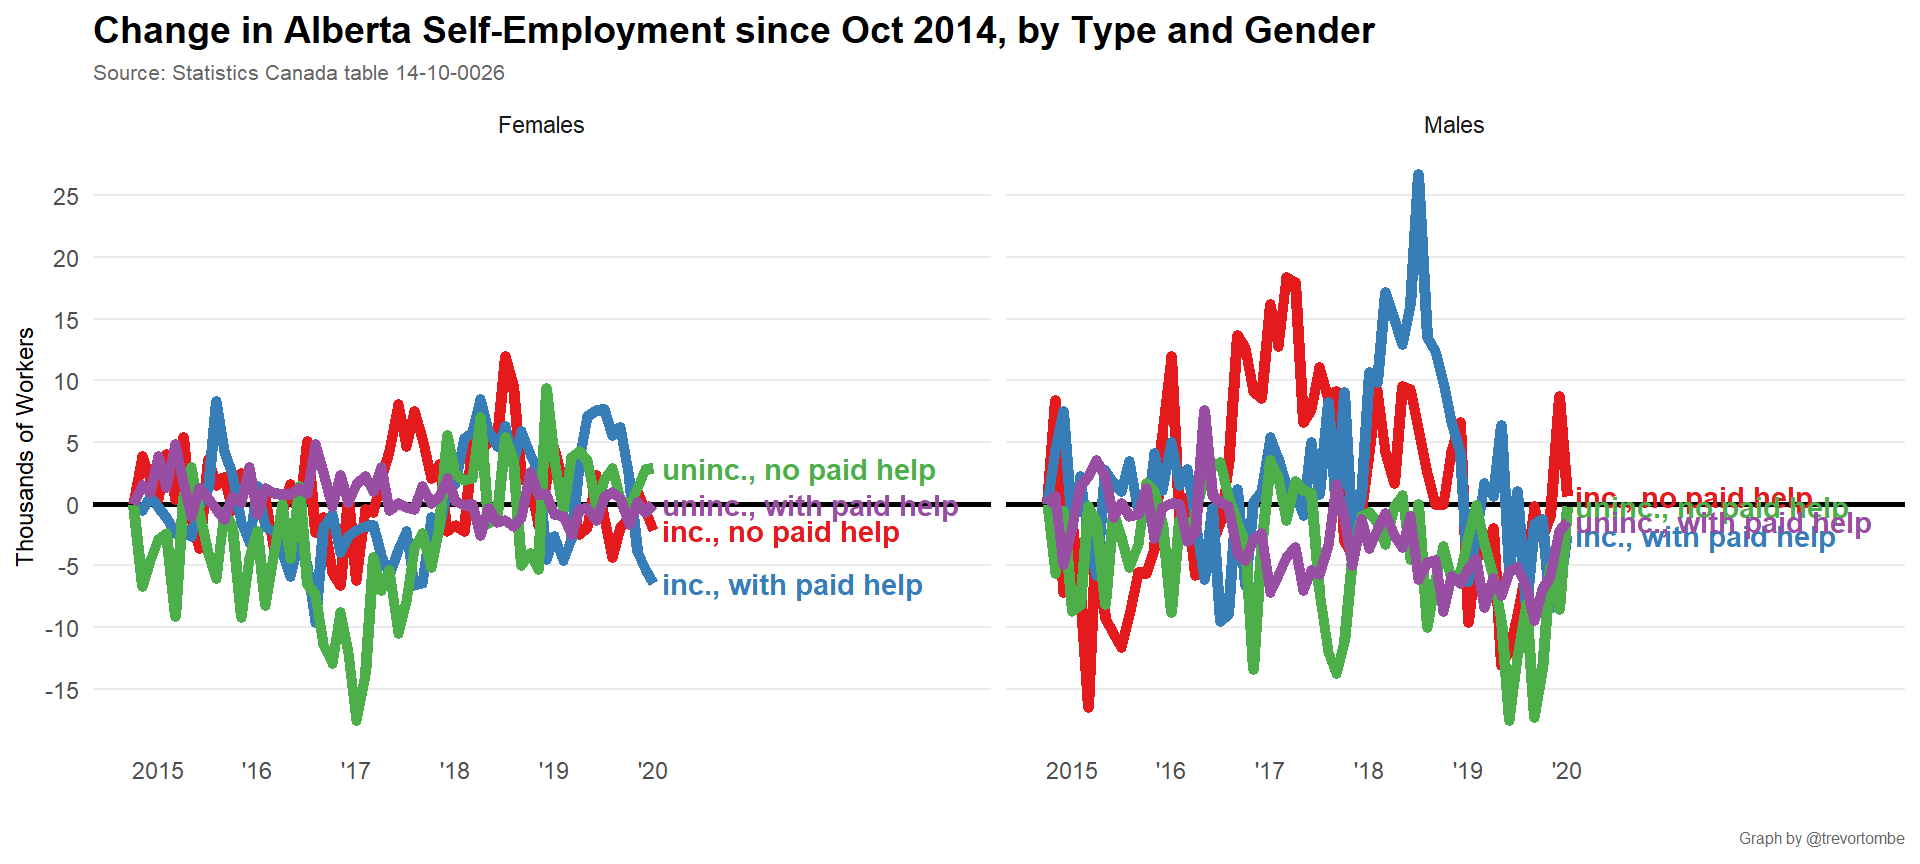 Change in Alberta Self-Employment since Oct 2014, by Type and Gender
Source: Statistics Canada table 14-10-0026
Females
Males
Thousands of Workers
25
20
15
10
5
0
-5
-10
-15
uninc., no paid help
uninc., with paid help
inc., no paid help
inc., with paid help
inc., no paid help
uninc., no paid help
uninc., with paid help
inc., with paid help
2015 '16 '17 '18 '19 '20
2015 '16 '17 '18 '19 '20
Graph by @trevortombe